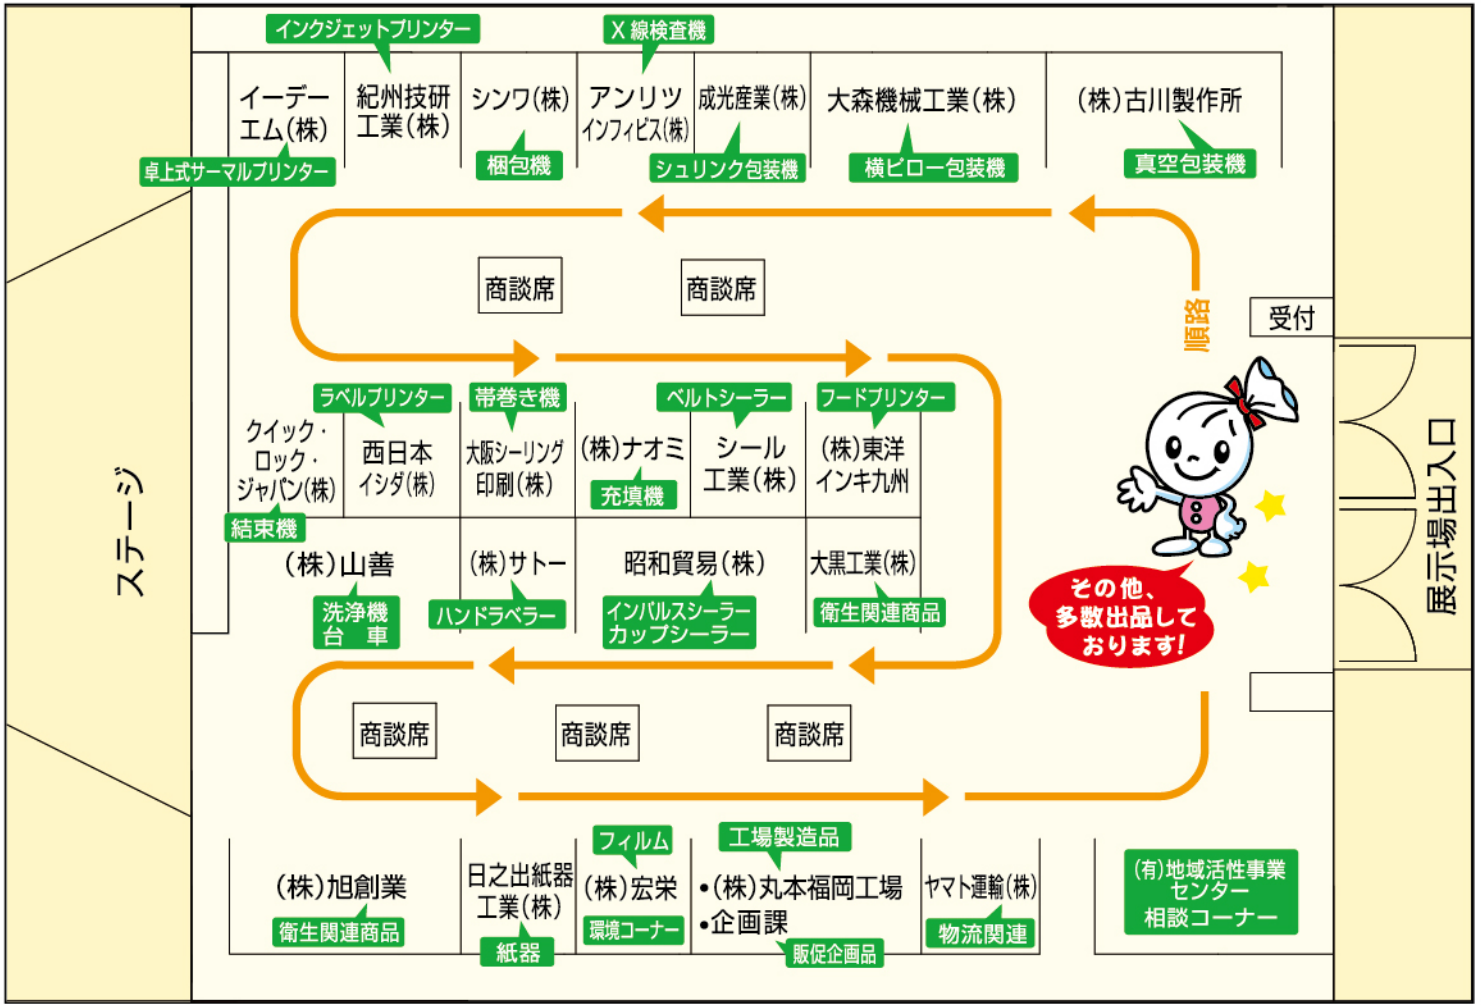 インクジェットプリンター
X線検査機
イーデー
エム(株)
卓上式サーマルプリンター
紀州技研
工業(株)
シンワ(株)
梱包機
アンリツ
インフィビス(株)
成光産業(株)
シュリンク包装機
大森機械工業(株)
横ピロー包装機
(株)古川製作所
真空包装機
商談席
商談席
順路
受付
ステージ
展示場出入口
クイック・
ロック・
ジャパン(株)
結束機
ラベルプリンター
西日本
イシダ(株)
帯巻き機
大阪シーリング
印刷(株)
(株)ナオミ
充填機
ベルトシーラー
シール
工業(株)
フードプリンター
(株)東洋
インキ九州
(株)山善
洗浄機
台 車
(株)サトー
ハンドラベラー
昭和貿易(株)
インパルスシーラー
カップシーラー
大黒工業(株)
衛生関連商品
その他、
多数出品して
おります!
商談席
商談席
商談席
(株)旭創業
衛生関連商品
日之出紙器
工業(株)
紙器
フィルム
(株)宏栄
環境コーナー
工場製造品
・(株)丸本福岡工場
・企画課
販促企画品
ヤマト運輸(株)
物流関連
(有)地域活性事業
センター
相談コーナー